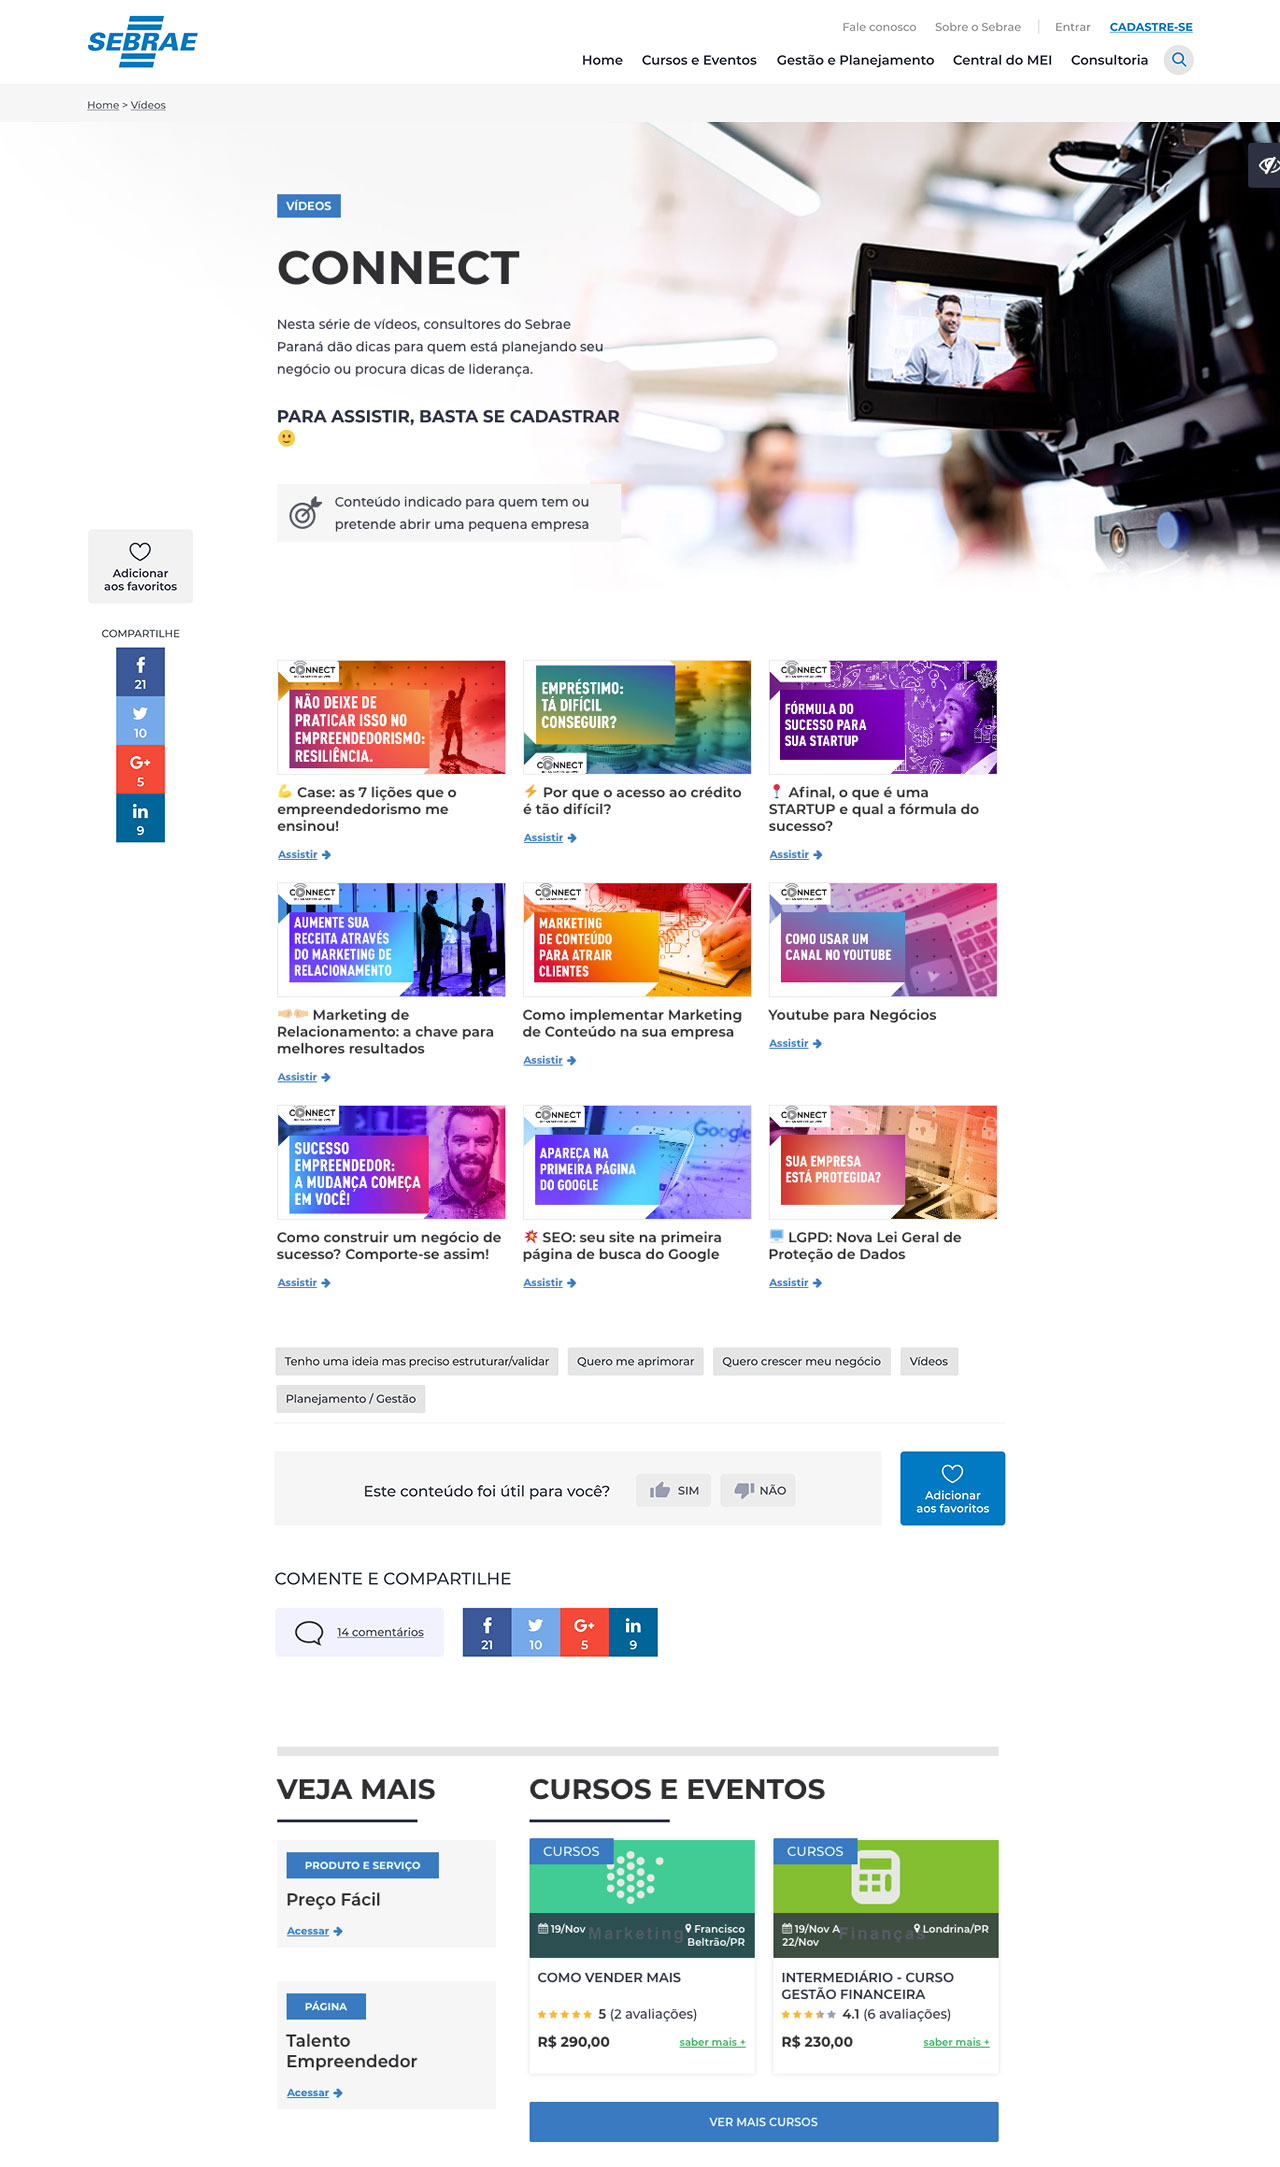 SEBRAE
Fale conosco Sobre o Sebrae Entrar CADASTRE-SE
Home Cursos e Eventos Gestão e Planejamento Central do MEI Consultoria
Home > Vídeos
VÍDEOS
CONNECT
Nesta série de vídeos, consultores do Sebrae
Paraná dão dicas para quem está planejando seu
negócio ou procura dicas de liderança.
PARA ASSISTIR, BASTA SE CADASTRAR
🙂
Conteúdo indicado para quem tem ou
pretende abrir uma pequena empresa
Adicionar
aos favoritos
COMPARTILHE
21
10
G+
5
in
9
CONNECT
NÃO DEIXE DE
PRATICAR ISSO NO
EMPREENDEDORISMO:
RESILIÊNCIA.
💪 Case: as 7 lições que o
empreendedorismo me
ensinou!
Assistir
EMPRÉSTIMO:
TÁ DIFÍCIL
CONSEGUIR?
CONNECT
⚡ Por que o acesso ao crédito
é tão difícil?
Assistir
CONNECT
FÓRMULA DO
SUCESSO PARA
SUA STARTUP
📍 Afinal, o que é uma
STARTUP e qual a fórmula do
sucesso?
Assistir
CONNECT
AUMENTE SUA
RECEITA ATRAVÉS
DO MARKETING DE
RELACIONAMENTO
🤜🤛 Marketing de
Relacionamento: a chave para
melhores resultados
Assistir
CONNECT
MARKETING
DE CONTEÚDO
PARA ATRAIR
CLIENTES
Como implementar Marketing
de Conteúdo na sua empresa
Assistir
CONNECT
COMO USAR UM
CANAL NO YOUTUBE
Youtube para Negócios
Assistir
CONNECT
SUCESSO
EMPREENDEDOR:
A MUDANÇA COMEÇA
EM VOCÊ!
Como construir um negócio de
sucesso? Comporte-se assim!
Assistir
CONNECT
Google
APAREÇA NA
PRIMEIRA PÁGINA
DO GOOGLE
💥 SEO: seu site na primeira
página de busca do Google
Assistir
CONNECT
SUA EMPRESA
ESTÁ PROTEGIDA?
🖥 LGPD: Nova Lei Geral de
Proteção de Dados
Assistir
Tenho uma ideia mas preciso estruturar/validar Quero me aprimorar Quero crescer meu negócio Vídeos
Planejamento / Gestão
Este conteúdo foi útil para você? SIM NÃO
Adicionar
aos favoritos
COMENTE E COMPARTILHE
14 comentários
21 10 G+ 5 in 9
VEJA MAIS
PRODUTO E SERVIÇO
Preço Fácil
Acessar
PÁGINA
Talento
Empreendedor
Acessar
CURSOS E EVENTOS
CURSOS
Marketing
19/Nov Francisco
Beltrão/PR
COMO VENDER MAIS
5 (2 avaliações)
R$ 290,00 saber mais +
CURSOS
Finanças
19/Nov A Londrina/PR
22/Nov
INTERMEDIÁRIO - CURSO
GESTÃO FINANCEIRA
4.1 (6 avaliações)
R$ 230,00 saber mais +
VER MAIS CURSOS